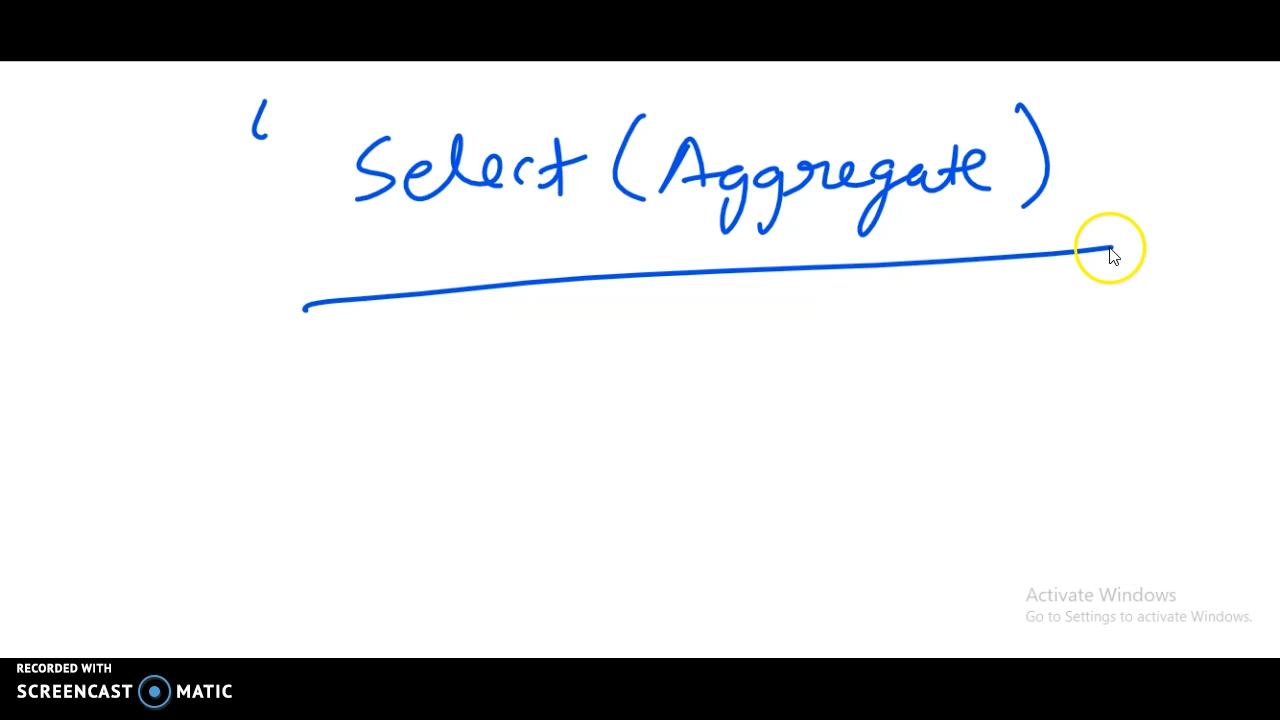 Select (Aggregate)
Activate Windows
Go to Settings to activate Windows.
RECORDED WITH
SCREENCAST MATIC